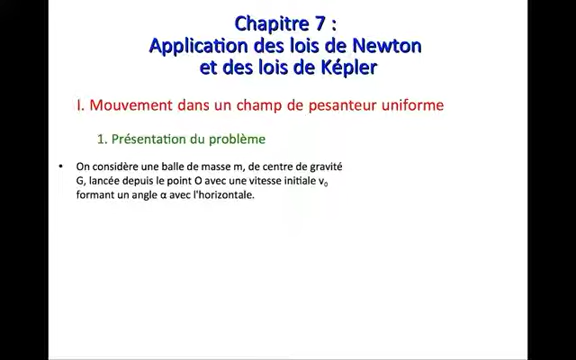 Chapitre 7 :
Application des lois de Newton
et des lois de Képler
I. Mouvement dans un champ de pesanteur uniforme
1. Présentation du problème
• On considère une balle de masse m, de centre de gravité
G, lancée depuis le point O avec une vitesse initiale v₀
formant un angle α avec l'horizontale.